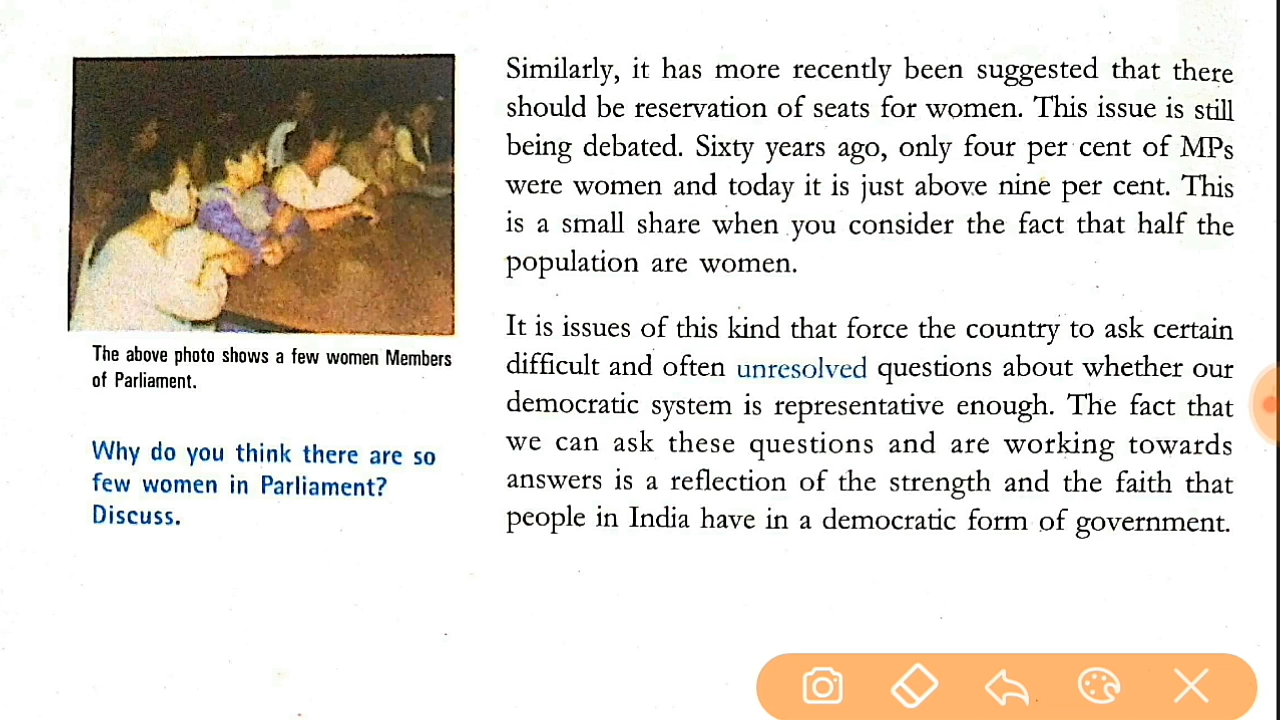 The above photo shows a few women Members
of Parliament.
Why do you think there are so
few women in Parliament?
Discuss.
Similarly, it has more recently been suggested that there
should be reservation of seats for women. This issue is still
being debated. Sixty years ago, only four per cent of MPs
were women and today it is just above nine per cent. This
is a small share when you consider the fact that half the
population are women.
It is issues of this kind that force the country to ask certain
difficult and often unresolved questions about whether our
democratic system is representative enough. The fact that
we can ask these questions and are working towards
answers is a reflection of the strength and the faith that
people in India have in a democratic form of government.